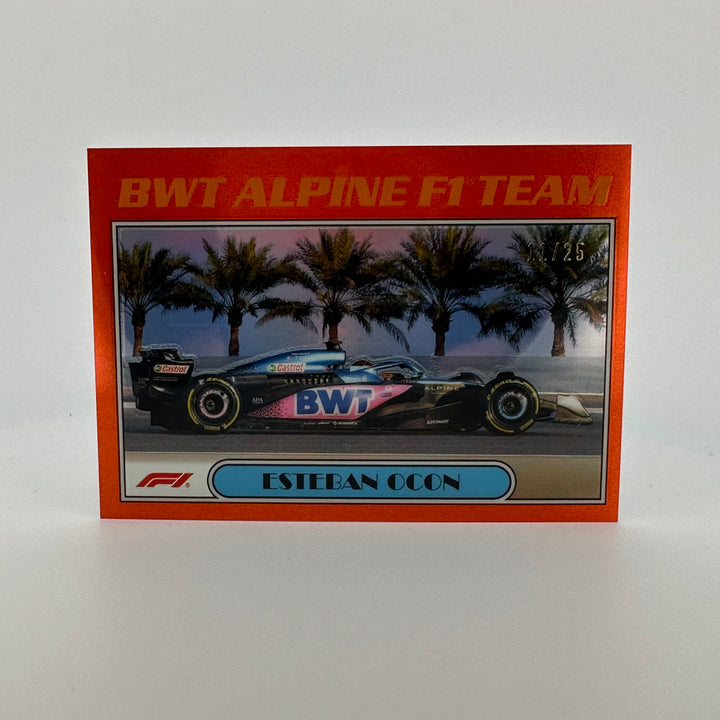 BWT ALPINE F1® TEAM
/25
Castrol
Castrol
BWT
ALPINE
F1®
ESTEBAN OCON